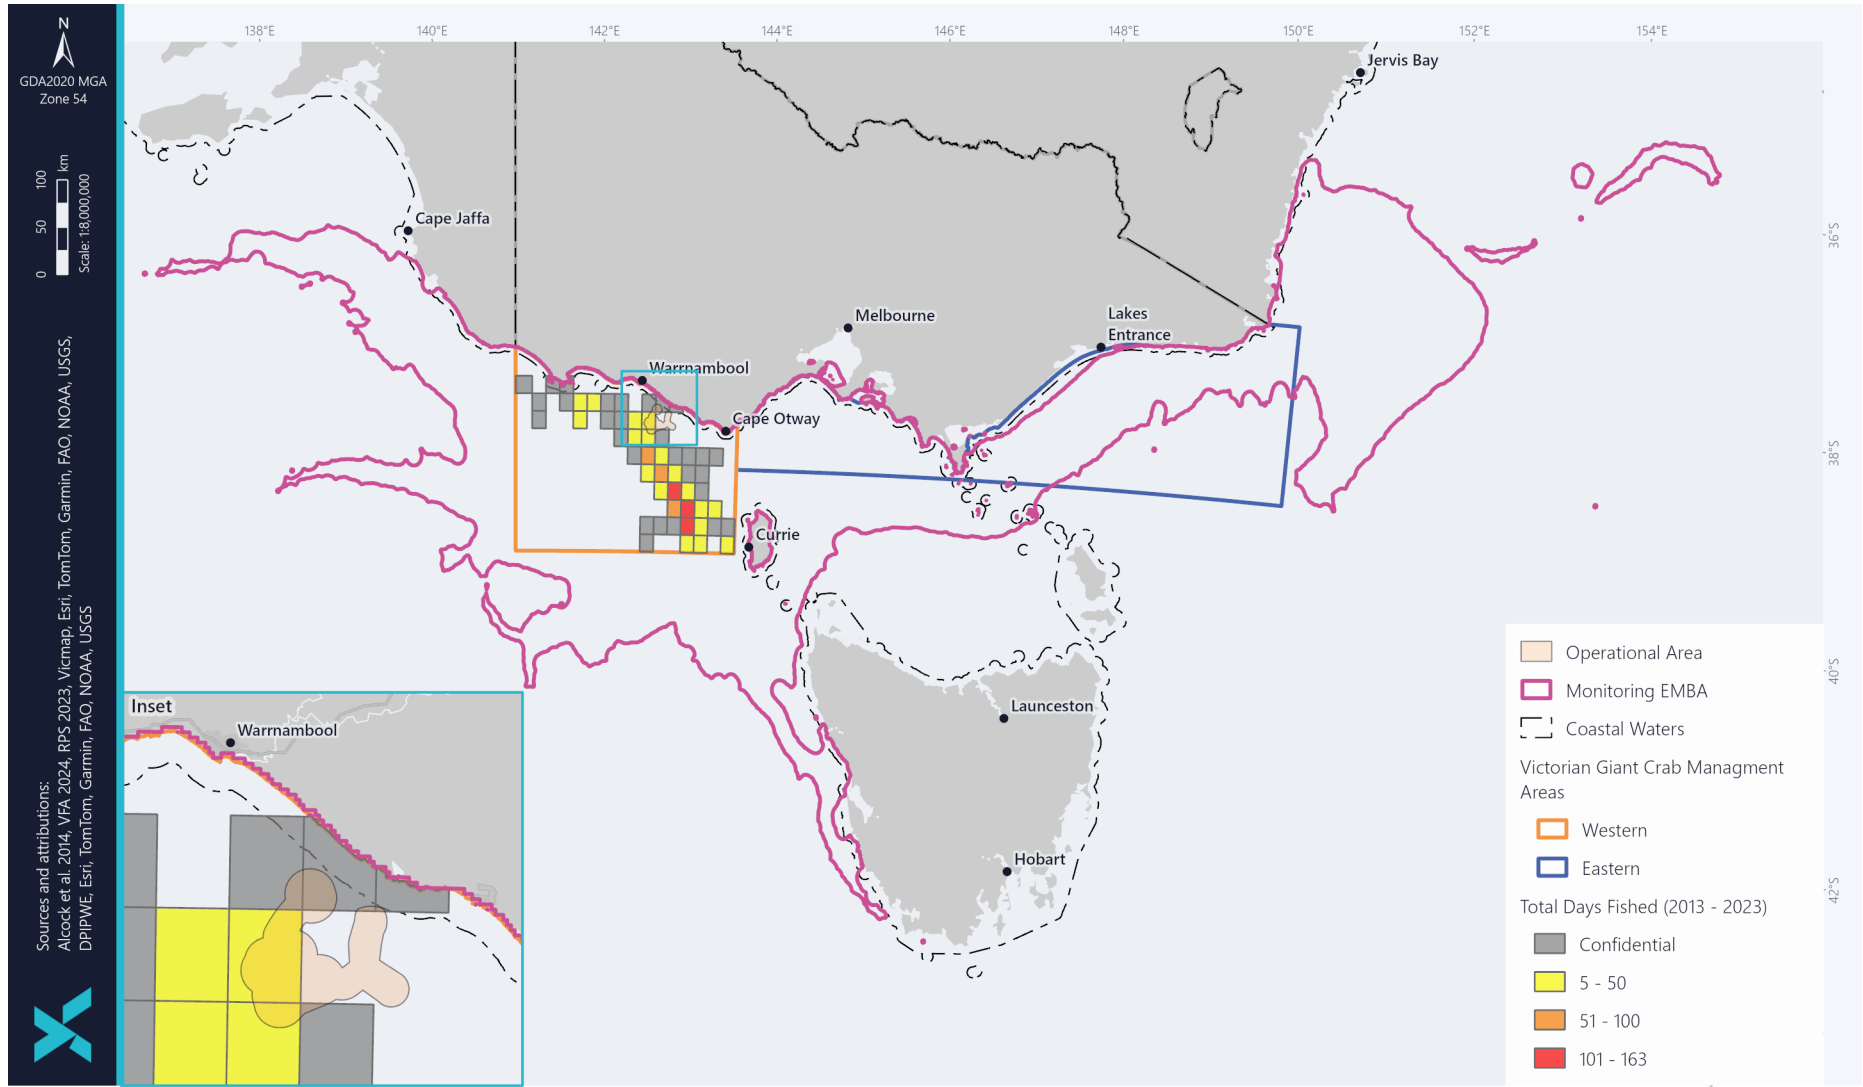 N
GDA2020 MGA
Zone 54
0 50 100 km
Scale: 1:8,000,000
Sources and attributions:
Alcock et al. 2014, VFA 2024, RPS 2023, Vicmap, Esri, TomTom, Garmin, FAO, NOAA, USGS,
DPIPWE, Esri, TomTom, Garmin, FAO, NOAA, USGS
138°E 140°E 142°E 144°E 146°E 148°E 150°E 152°E 154°E
36°S
38°S
40°S
42°S
Jervis Bay
Cape Jaffa
Melbourne
Lakes
Entrance
Warrnambool
Cape Otway
Currie
Launceston
Hobart
Inset
Warrnambool
Operational Area
Monitoring EMBA
Coastal Waters
Victorian Giant Crab Managment
Areas
Western
Eastern
Total Days Fished (2013 - 2023)
Confidential
5 - 50
51 - 100
101 - 163